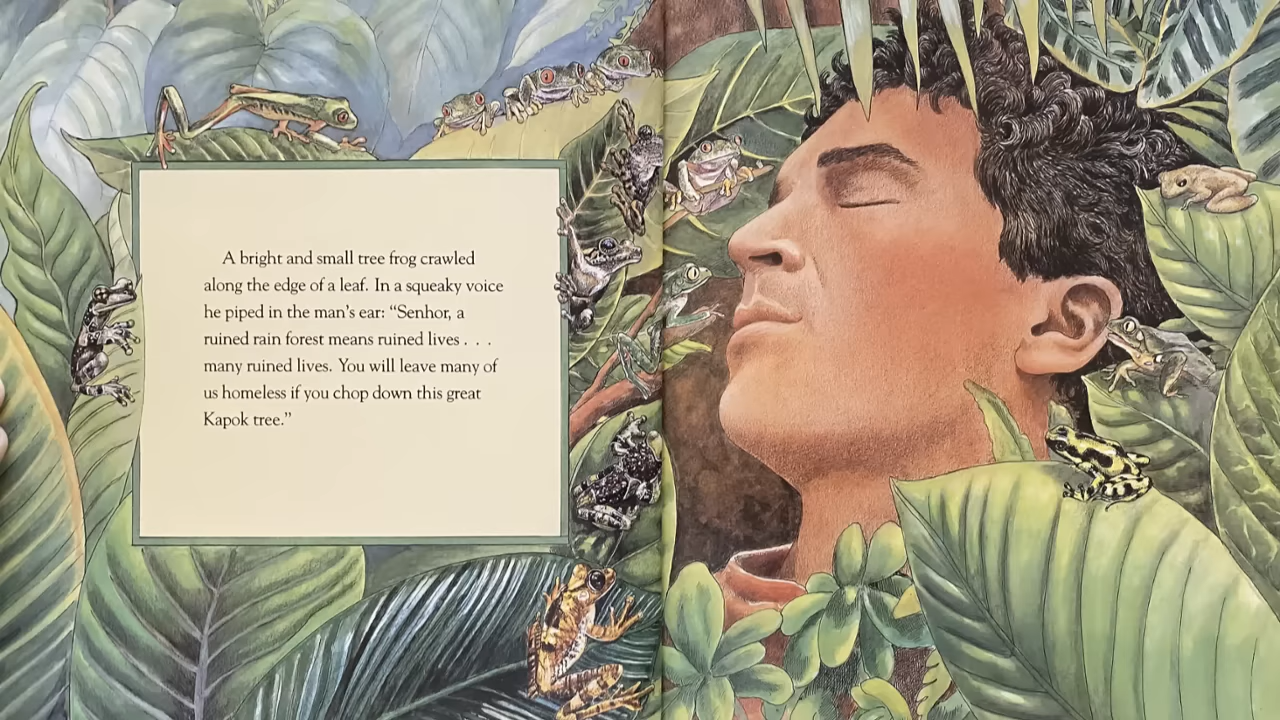 A bright and small tree frog crawled
along the edge of a leaf. In a squeaky voice
he piped in the man's ear: “Senhor, a
ruined rain forest means ruined lives . . .
many ruined lives. You will leave many of
us homeless if you chop down this great
Kapok tree.”